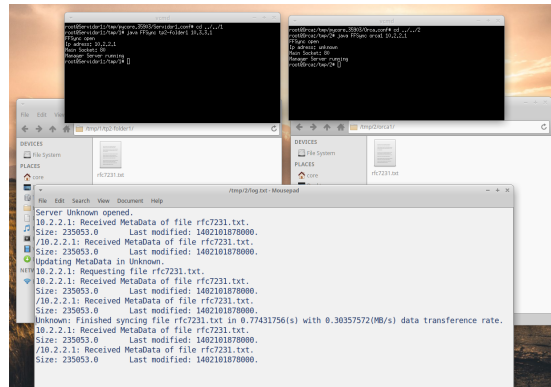 root@Servidor1:/tmp/pycore.35903/Servidor1.conf# cd ../../1
root@Servidor1:/tmp/1# java FFSync tp2-folder1 10.3.3.1
FFSync open
Ip adress: 10.2.2.1
Main Socket: 80
Manager Server running
root@Servidor1:/tmp/1#
root@Orca1:/tmp/pycore.35903/Orca1.conf# cd ../../2
root@Orca1:/tmp/2# java FFSync orca1 10.2.2.1
FFSync open
Ip adress: unknown
Main Socket: 80
Manager Server running
root@Orca1:/tmp/2#
File Edit View
/tmp/1/tp2-folder1/
/tmp/2/orca1/
DEVICES
File System
PLACES
core
rfc7231.txt
NETW
DEVICES
File System
PLACES
core
rfc7231.txt
/tmp/2/log.txt - Mousepad
File Edit Search View Document Help
Server Unknown opened.
10.2.2.1: Received MetaData of file rfc7231.txt.
Size: 235053.0 Last modified: 1402101878000.
/10.2.2.1: Received MetaData of file rfc7231.txt.
Size: 235053.0 Last modified: 1402101878000.
Updating MetaData in Unknown.
10.2.2.1: Requesting file rfc7231.txt.
10.2.2.1: Received MetaData of file rfc7231.txt.
Size: 235053.0 Last modified: 1402101878000.
/10.2.2.1: Received MetaData of file rfc7231.txt.
Size: 235053.0 Last modified: 1402101878000.
Unknown: Finished syncing file rfc7231.txt in 0.77431756(s) with 0.30357572(MB/s) data transference rate.
10.2.2.1: Received MetaData of file rfc7231.txt.
Size: 235053.0 Last modified: 1402101878000.
/10.2.2.1: Received MetaData of file rfc7231.txt.
Size: 235053.0 Last modified: 1402101878000.